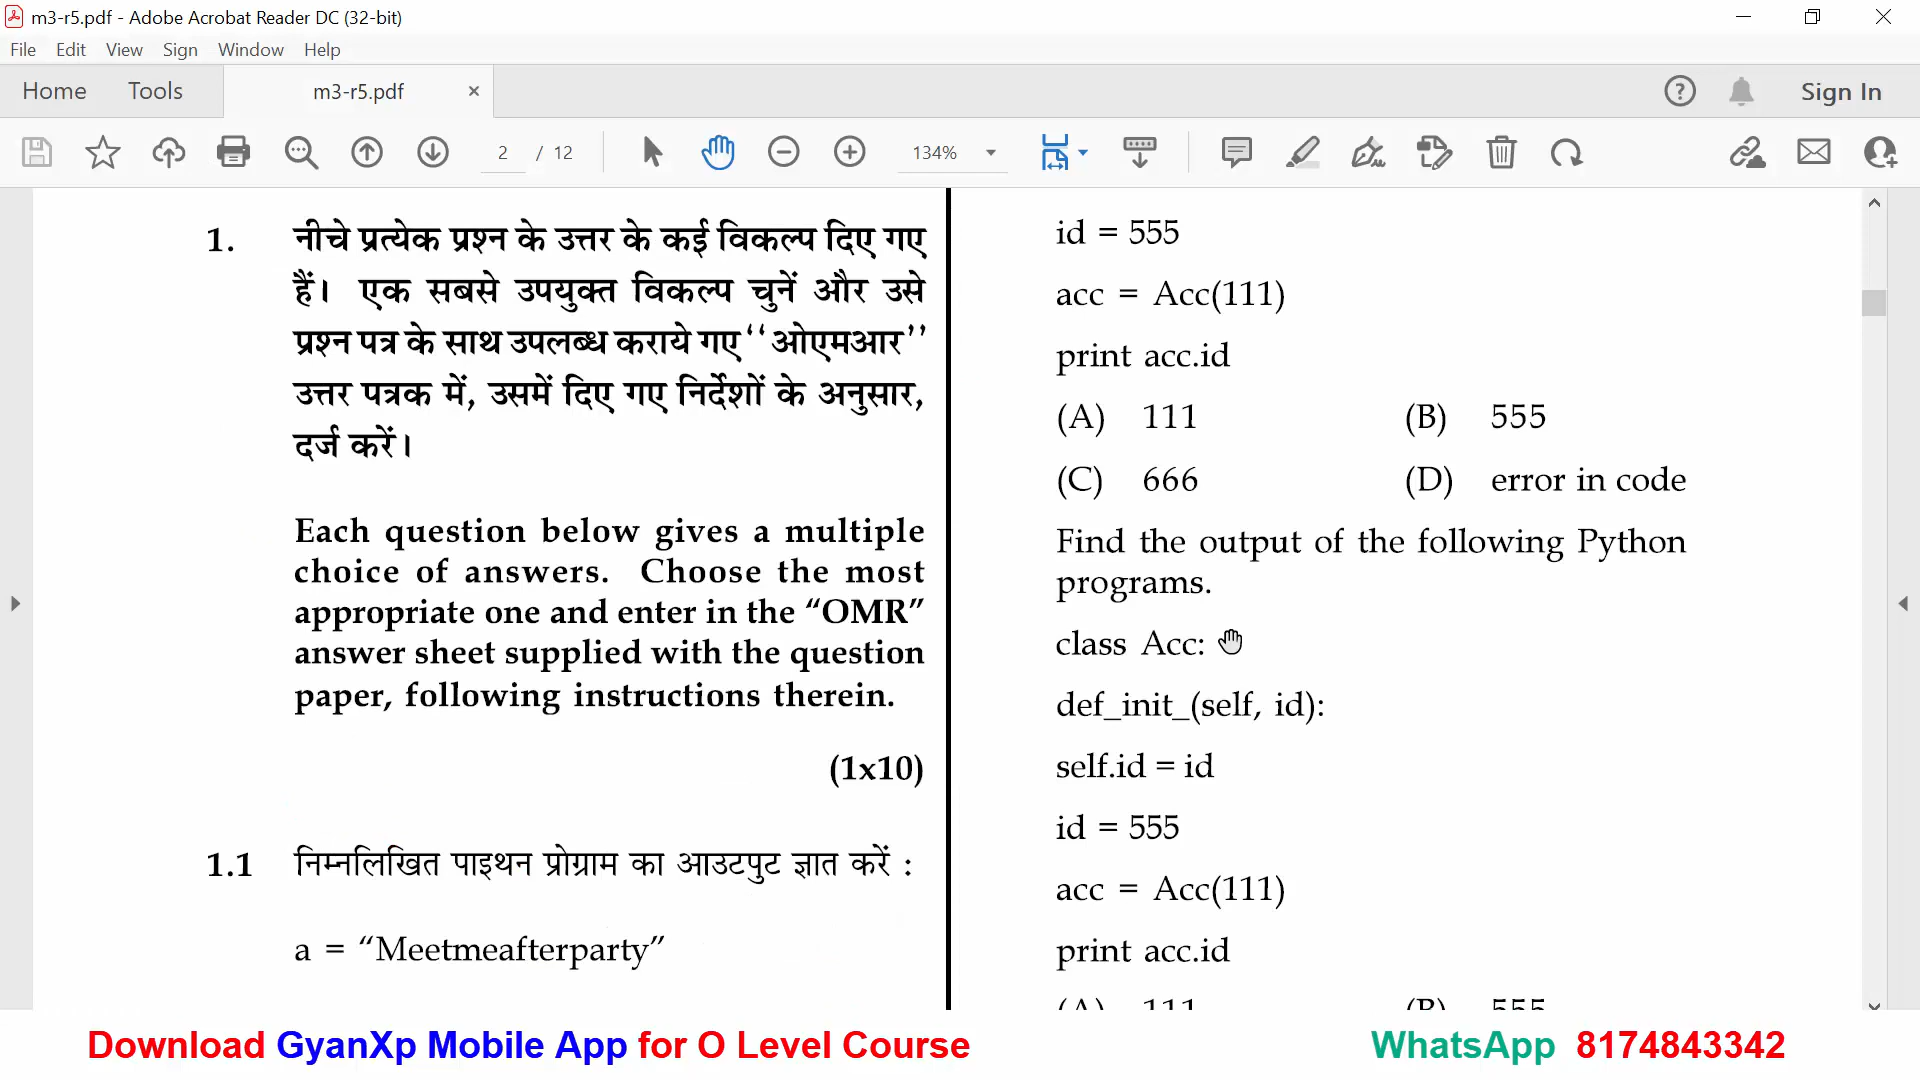 m3-r5.pdf - Adobe Acrobat Reader DC (32-bit)
File Edit View Sign Window Help
Home Tools m3-r5.pdf × Sign In
2 / 12 134%
1. नीचे प्रत्येक प्रश्न के उत्तर के कई विकल्प दिए गए
हैं। एक सबसे उपयुक्त विकल्प चुनें और उसे
प्रश्न पत्र के साथ उपलब्ध कराये गए ‘‘ओएमआर’’
उत्तर पत्रक में, उसमें दिए गए निर्देशों के अनुसार,
दर्ज करें।
Each question below gives a multiple
choice of answers. Choose the most
appropriate one and enter in the “OMR”
answer sheet supplied with the question
paper, following instructions therein.
(1x10)
1.1 निम्नलिखित पाइथन प्रोग्राम का आउटपुट ज्ञात करें :
a = “Meetmeafterparty”
id = 555
acc = Acc(111)
print acc.id
(A) 111 (B) 555
(C) 666 (D) error in code
Find the output of the following Python
programs.
class Acc:
def_init_(self, id):
self.id = id
id = 555
acc = Acc(111)
print acc.id
(A) 111 (B) 555
Download GyanXp Mobile App for O Level Course
WhatsApp 8174843342